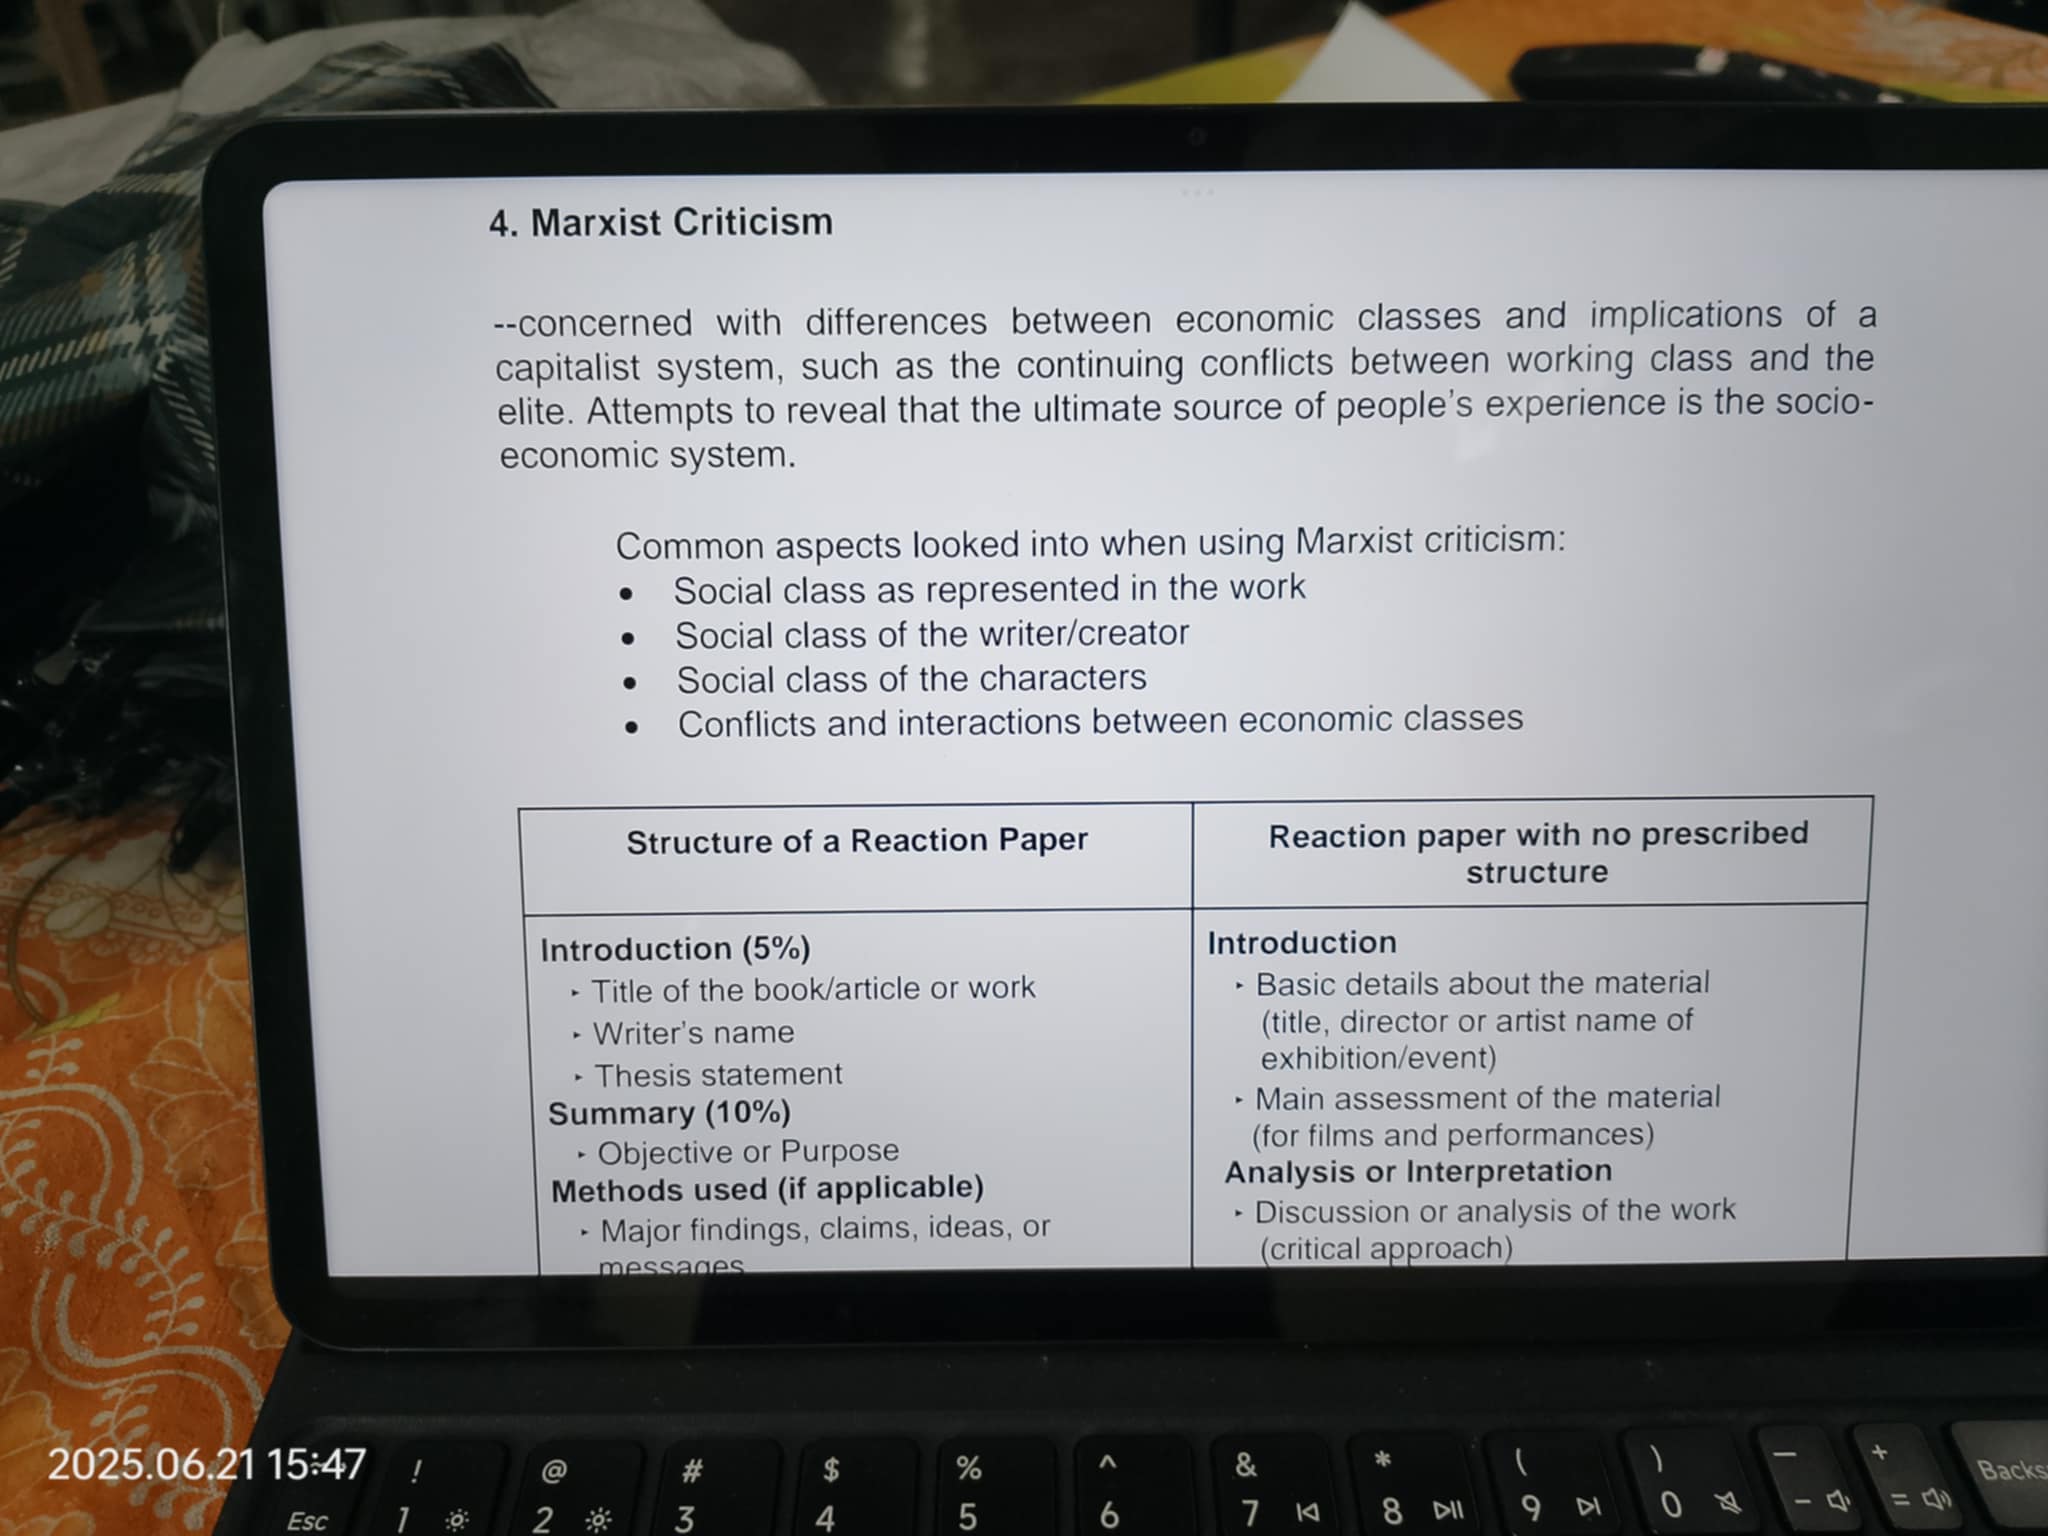 4. Marxist Criticism
--concerned with differences between economic classes and implications of a
capitalist system, such as the continuing conflicts between working class and the
elite. Attempts to reveal that the ultimate source of people's experience is the socio-
economic system.
Common aspects looked into when using Marxist criticism:
• Social class as represented in the work
• Social class of the writer/creator
• Social class of the characters
• Conflicts and interactions between economic classes
Structure of a Reaction Paper
Introduction (5%)
‣ Title of the book/article or work
‣ Writer's name
‣ Thesis statement
Summary (10%)
‣ Objective or Purpose
Methods used (if applicable)
‣ Major findings, claims, ideas, or
messages
Reaction paper with no prescribed
structure
Introduction
‣ Basic details about the material
(title, director or artist name of
exhibition/event)
‣ Main assessment of the material
(for films and performances)
Analysis or Interpretation
‣ Discussion or analysis of the work
(critical approach)
2025.06.21 15:47
! @ # $ % ^ & * ( ) – +
Esc 1 2 3 4 5 6 7 8 9 0 - = Backs